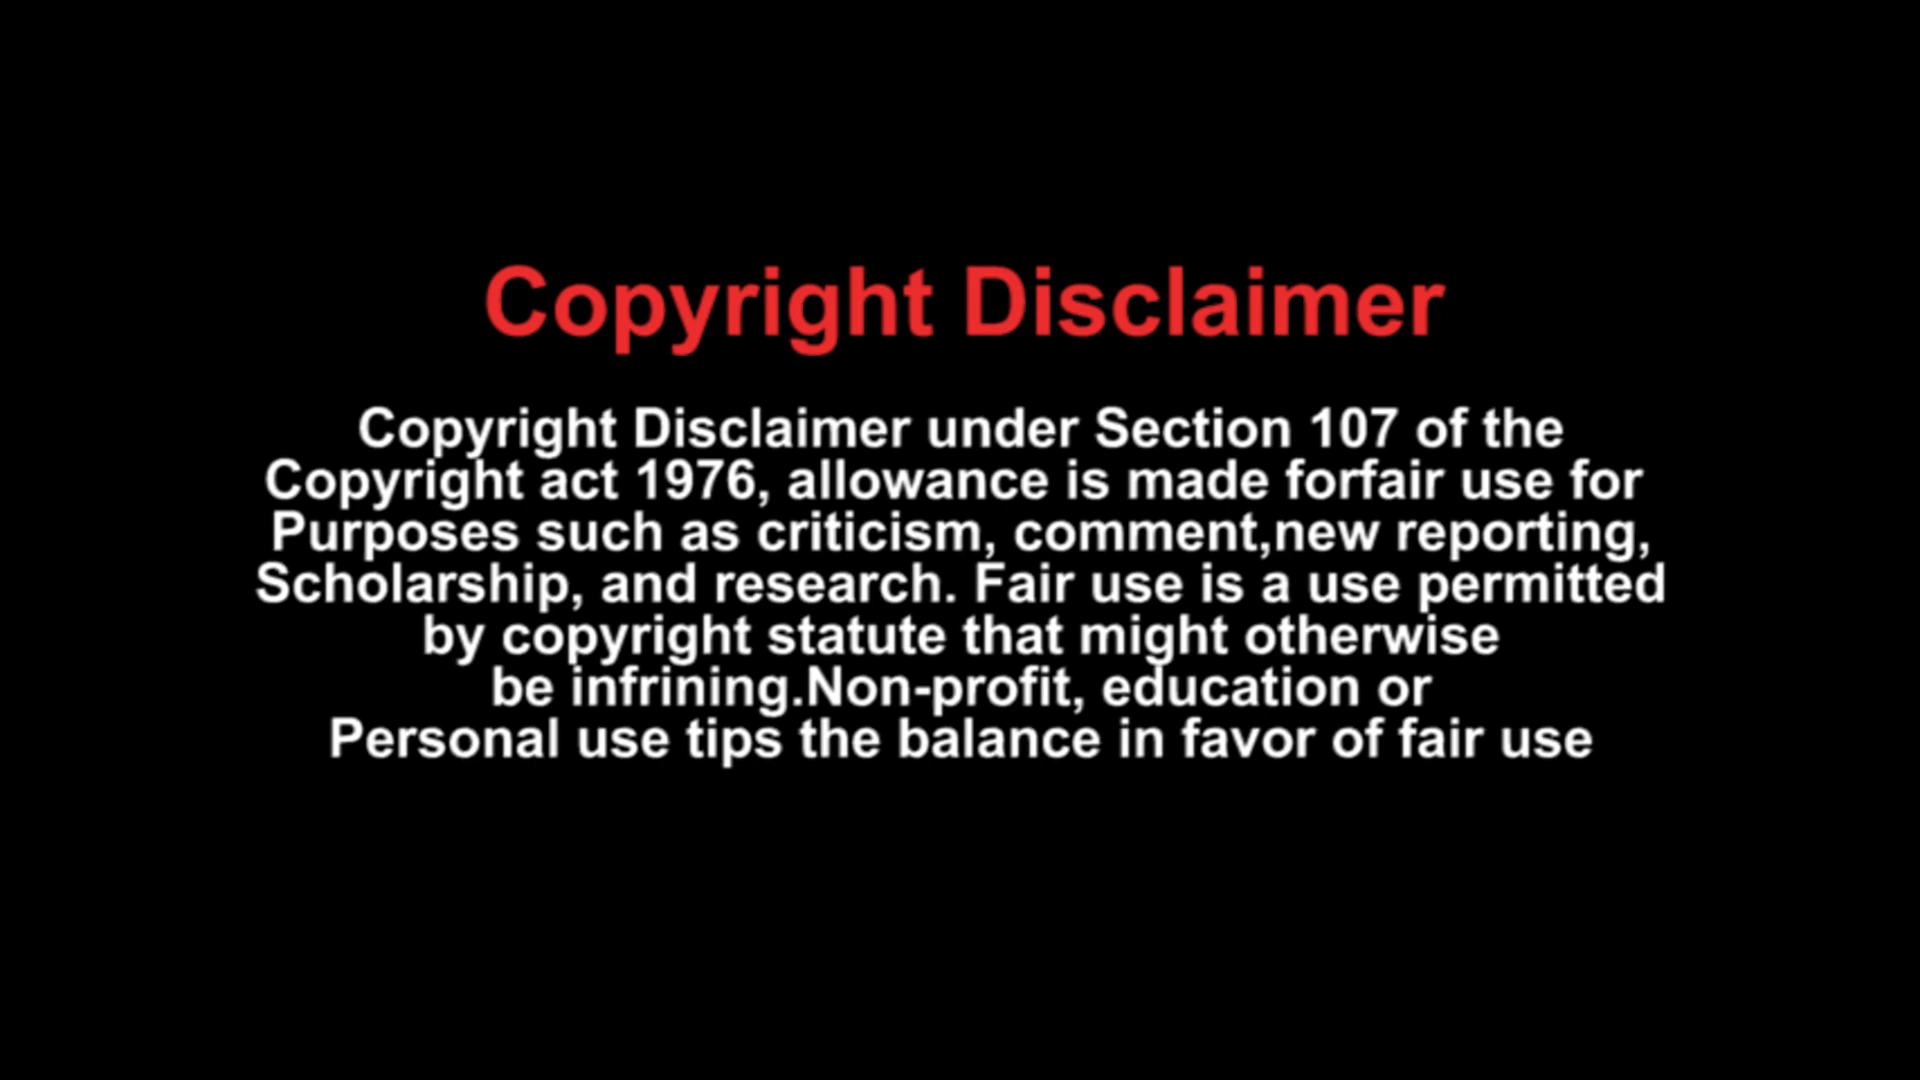 Copyright Disclaimer
Copyright Disclaimer under Section 107 of the
Copyright act 1976, allowance is made forfair use for
Purposes such as criticism, comment,new reporting,
Scholarship, and research. Fair use is a use permitted
by copyright statute that might otherwise
be infrining.Non-profit, education or
Personal use tips the balance in favor of fair use